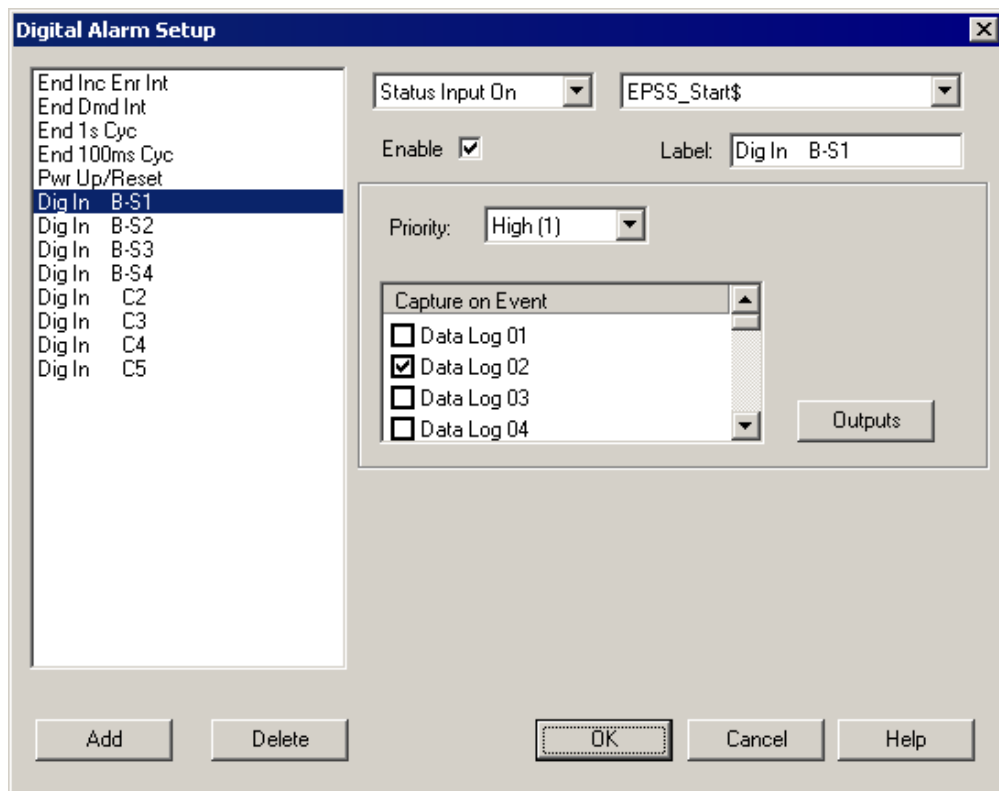 Digital Alarm Setup
End Inc Enr Int
End Dmd Int
End 1s Cyc
End 100ms Cyc
Pwr Up/Reset
Dig In B-S1
Dig In B-S2
Dig In B-S3
Dig In B-S4
Dig In C2
Dig In C3
Dig In C4
Dig In C5
Status Input On
EPSS_Start$
Enable
Label: Dig In B-S1
Priority: High (1)
Capture on Event
Data Log 01
Data Log 02
Data Log 03
Data Log 04
Outputs
Add
Delete
OK
Cancel
Help